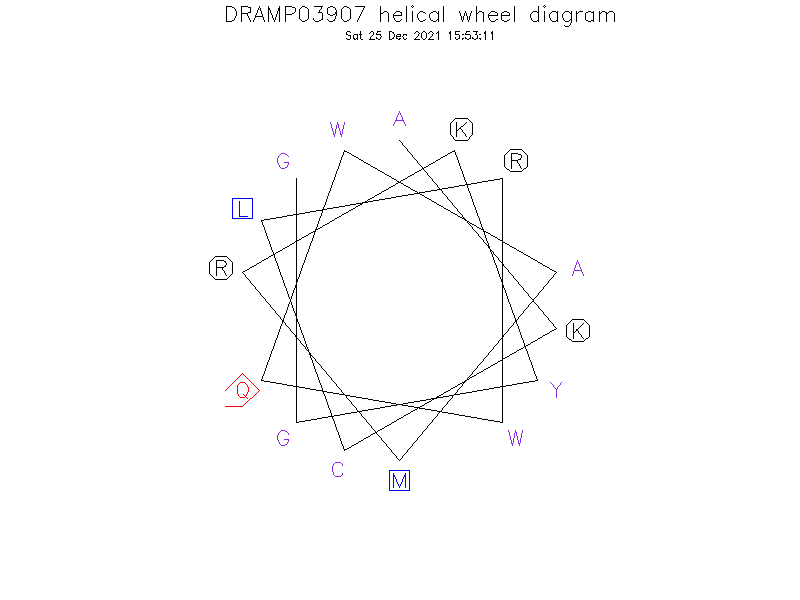 DRAMP03907 helical wheel diagram
Sat 25 Dec 2021 15:53:11
A
W
K
G
R
L
R
A
K
Q
Y
G
W
C
M